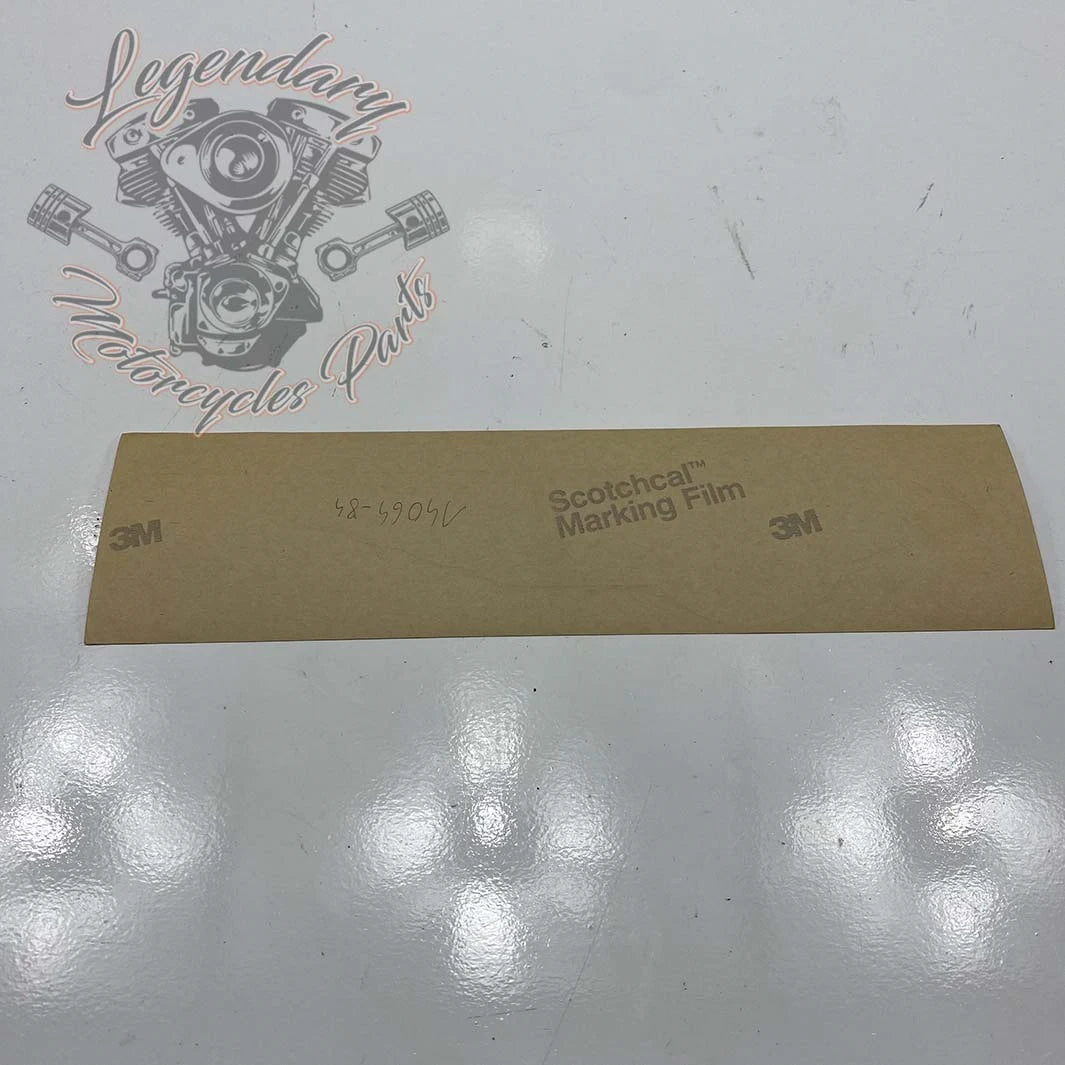 Legendary
Motorcycles Parts
Scotchcal™
Marking Film
3M
3M
14064-84